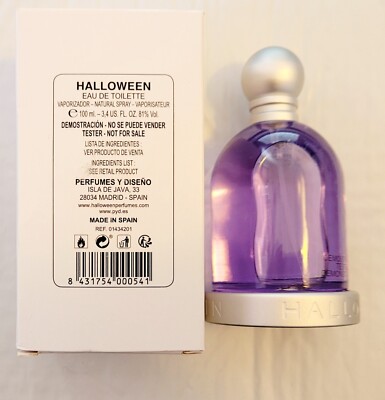 HALLOWEEN
EAU DE TOILETTE
VAPORIZADOR - NATURAL SPRAY - VAPORISATEUR
℮ 100 ml - 3,4 US. FL. OZ. 81% Vol.
DEMOSTRACIÓN - NO SE PUEDE VENDER
TESTER - NOT FOR SALE
LISTA DE INGREDIENTES :
VER PRODUCTO DE VENTA
INGREDIENTS LIST :
SEE RETAIL PRODUCT
PERFUMES Y DISEÑO
ISLA DE JAVA, 33
28034 MADRID - SPAIN
www.halloweenperfumes.com
www.pyd.es
MADE IN SPAIN
REF. 01434201
8 431754 000541